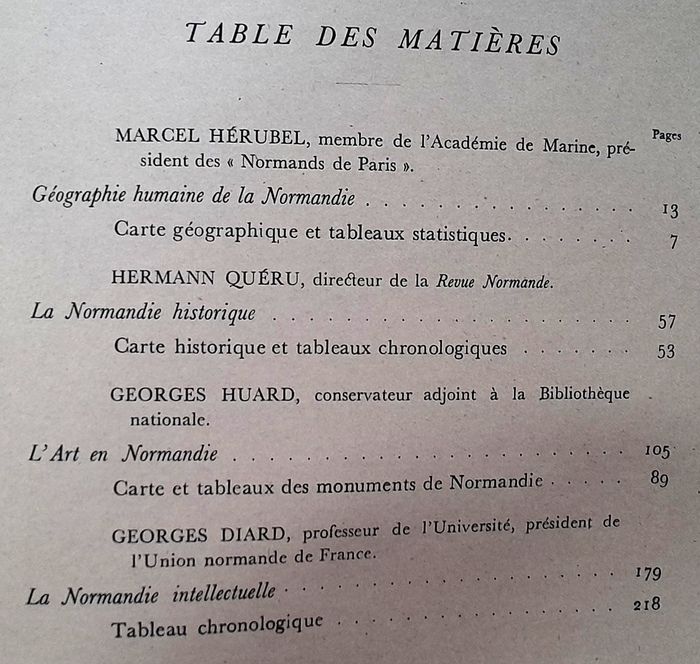 TABLE DES MATIÈRES
Pages
MARCEL HÉRUBEL, membre de l'Académie de Marine, pré-
sident des « Normands de Paris ».
Géographie humaine de la Normandie . . . . . . . . . . . . . . . 13
Carte géographique et tableaux statistiques. . . . . . . . 7
HERMANN QUÉRU, directeur de la Revue Normande.
La Normandie historique . . . . . . . . . . . . . . . . . . . 57
Carte historique et tableaux chronologiques . . . . . . . 53
GEORGES HUARD, conservateur adjoint à la Bibliothèque
nationale.
L'Art en Normandie . . . . . . . . . . . . . . . . . . . . . 105
Carte et tableaux des monuments de Normandie . . . . . 89
GEORGES DIARD, professeur de l'Université, président de
l'Union normande de France.
La Normandie intellectuelle . . . . . . . . . . . . . . . . . . 179
Tableau chronologique . . . . . . . . . . . . . . . . 218